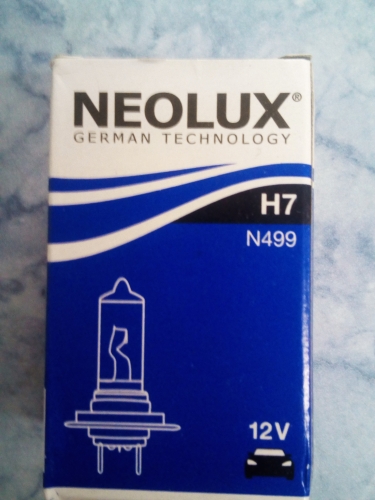 NEOLUX®
GERMAN TECHNOLOGY
H7
N499
12V